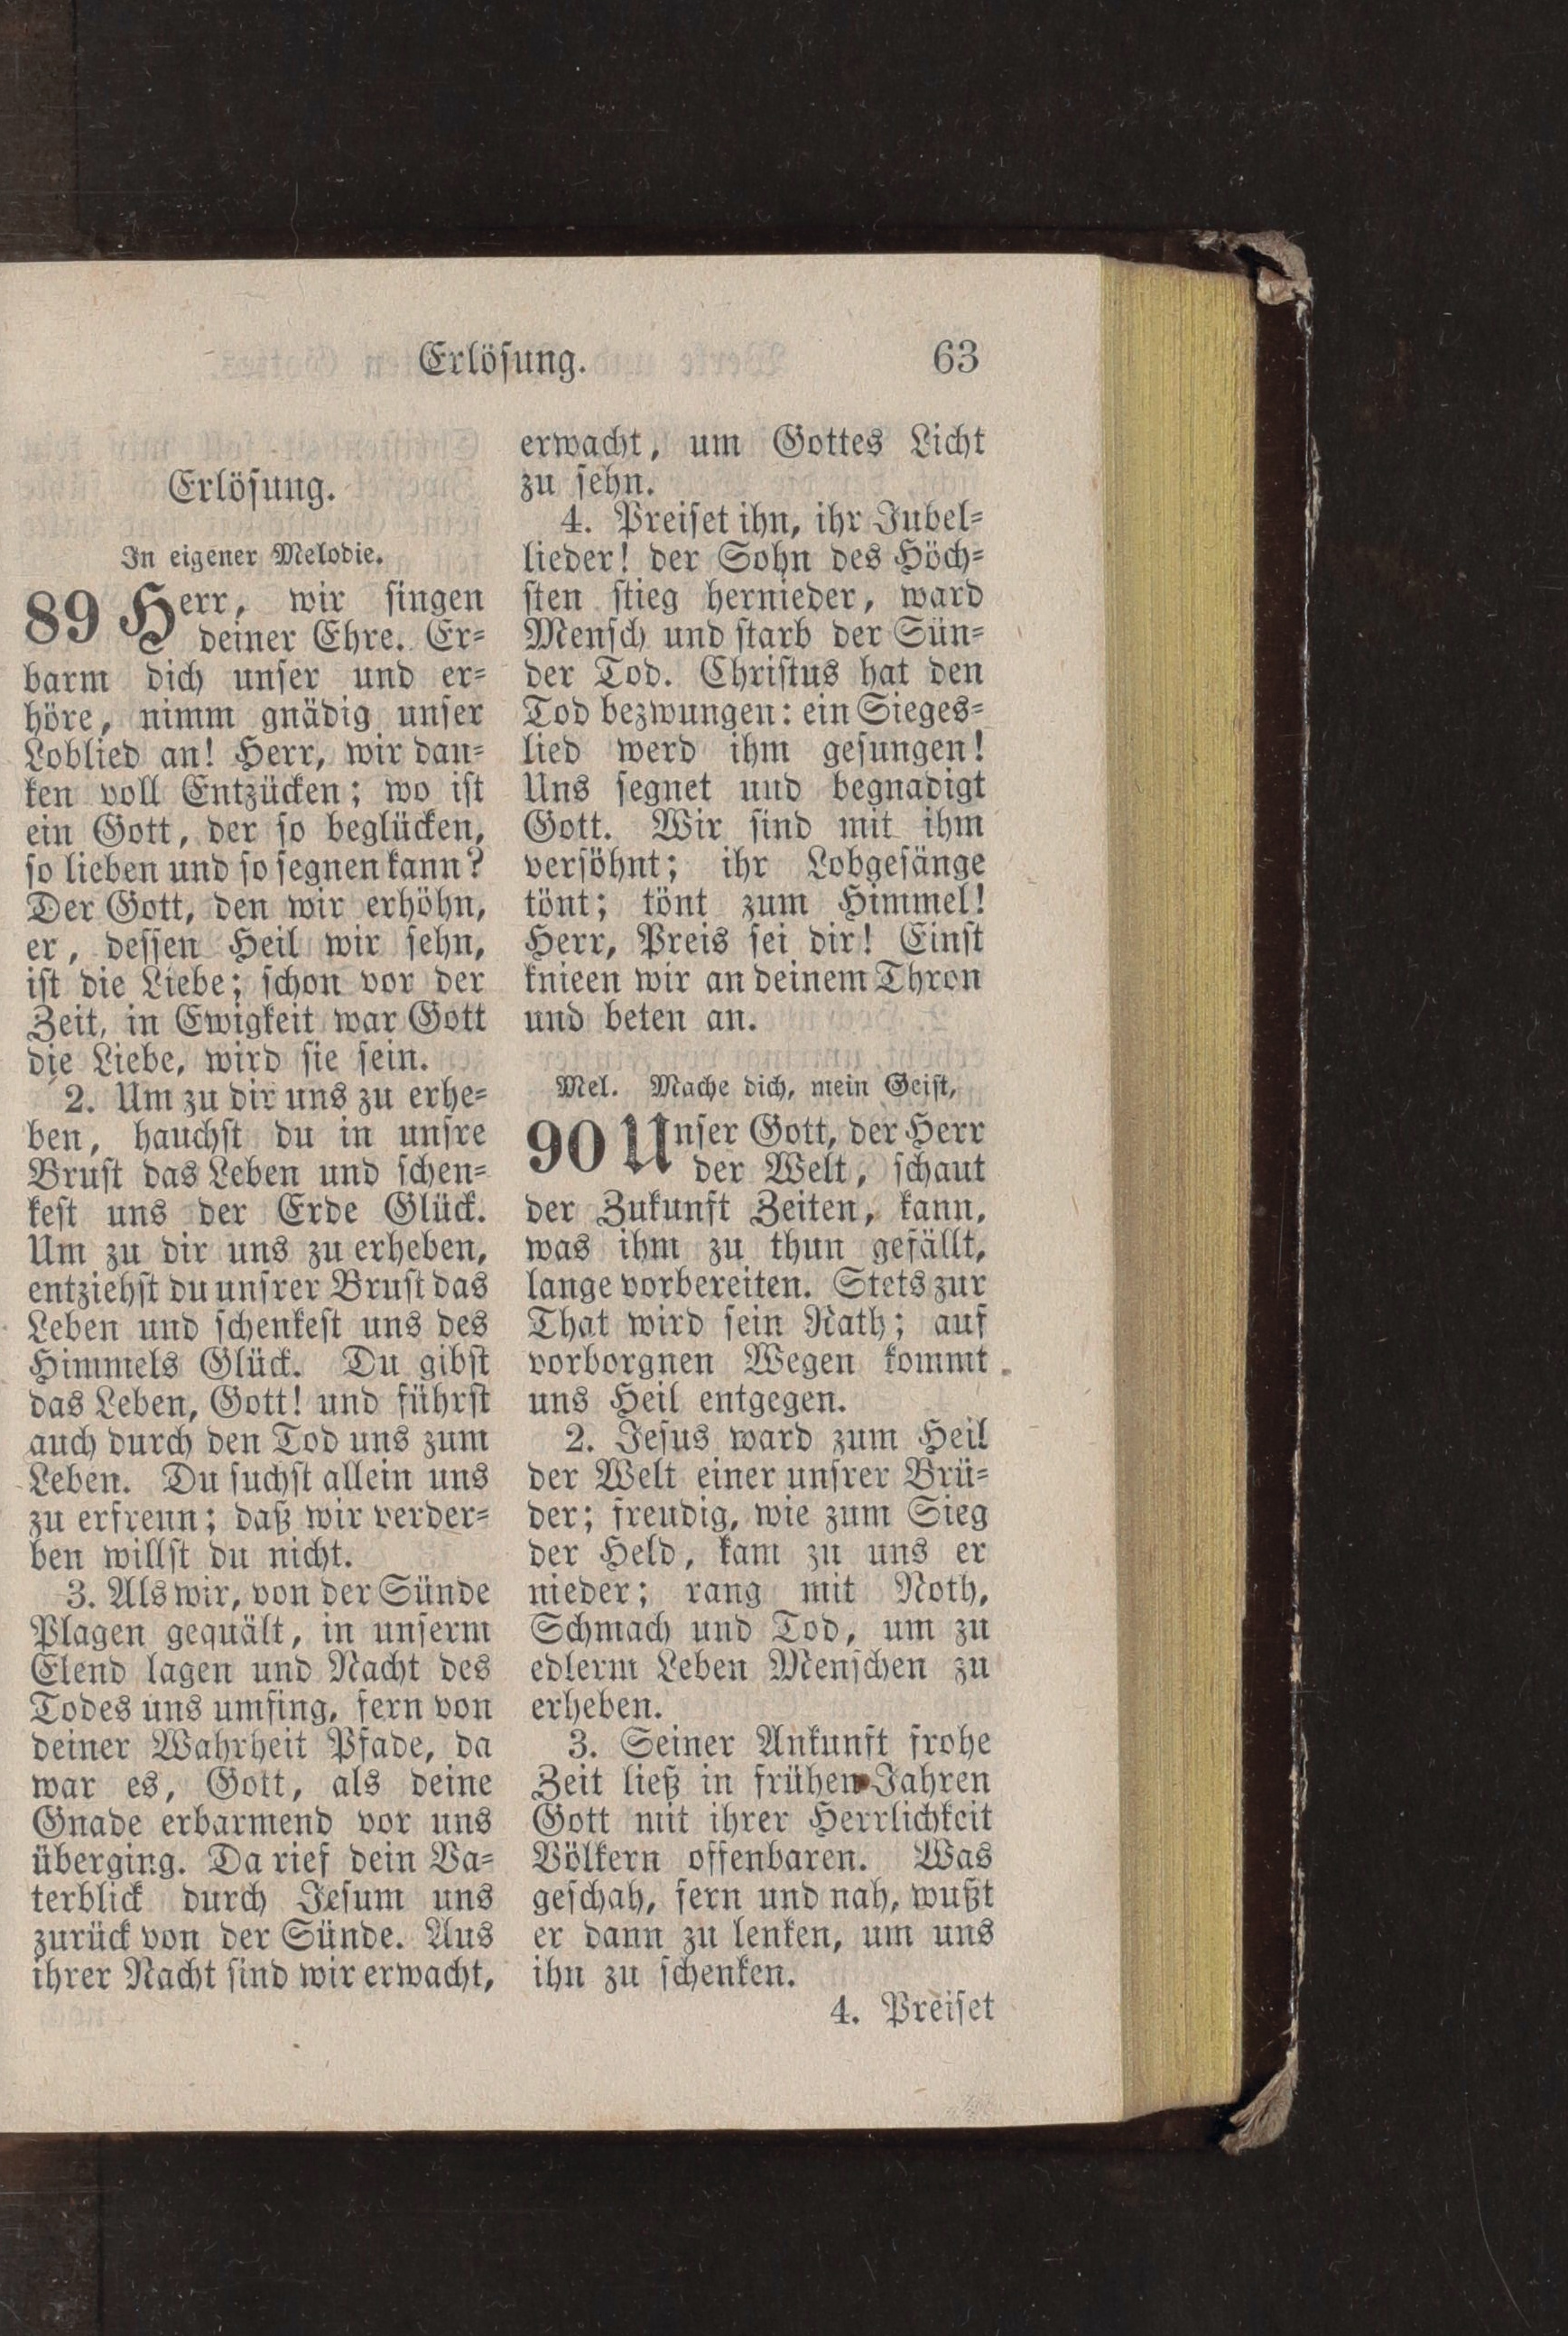 Erlösung.
63
Erlösung.
In eigener Melodie.
89 Herr, wir singen
deiner Ehre. Er-
barm dich unser und er-
höre, nimm gnädig unser
Loblied an! Herr, wir dan-
ken voll Entzücken; wo ist
ein Gott, der so beglücken,
so lieben und so segnen kann?
Der Gott, den wir erhöhn,
er, dessen Heil wir sehn,
ist die Liebe; schon vor der
Zeit, in Ewigkeit war Gott
die Liebe, wird sie sein.
2. Um zu dir uns zu erhe-
ben, hauchst du in unsre
Brust das Leben und schen-
kest uns der Erde Glück.
Um zu dir uns zu erheben,
entziehst du unsrer Brust das
Leben und schenkest uns des
Himmels Glück. Du gibst
das Leben, Gott! und führst
auch durch den Tod uns zum
Leben. Du suchst allein uns
zu erfreun; daß wir verder-
ben willst du nicht.
3. Als wir, von der Sünde
Plagen gequält, in unserm
Elend lagen und Nacht des
Todes uns umfing, fern von
deiner Wahrheit Pfade, da
war es, Gott, als deine
Gnade erbarmend vor uns
überging. Da rief dein Va-
terblick durch Jesum uns
zurück von der Sünde. Aus
ihrer Nacht sind wir erwacht,
erwacht, um Gottes Licht
zu sehn.
4. Preiset ihn, ihr Jubel-
lieder! der Sohn des Höch-
sten stieg hernieder, ward
Mensch und starb der Sün-
der Tod. Christus hat den
Tod bezwungen: ein Sieges-
lied werd ihm gesungen!
Uns segnet und begnadigt
Gott. Wir sind mit ihm
versöhnt; ihr Lobgesänge
tönt; tönt zum Himmel!
Herr, Preis sei dir! Einst
knieen wir an deinem Thron
und beten an.
Mel. Mache dich, mein Geist,
90 Unser Gott, der Herr
der Welt, schaut
der Zukunft Zeiten, kann,
was ihm zu thun gefällt,
lange vorbereiten. Stets zur
That wird sein Rath; auf
vorborgnen Wegen kommt
uns Heil entgegen.
2. Jesus ward zum Heil
der Welt einer unsrer Brü-
der; freudig, wie zum Sieg
der Held, kam zu uns er
nieder; rang mit Noth,
Schmach und Tod, um zu
edlerm Leben Menschen zu
erheben.
3. Seiner Ankunft frohe
Zeit ließ in frühen Jahren
Gott mit ihrer Herrlichkeit
Völkern offenbaren. Was
geschah, fern und nah, wußt
er dann zu lenken, um uns
ihn zu schenken.
4. Preiset